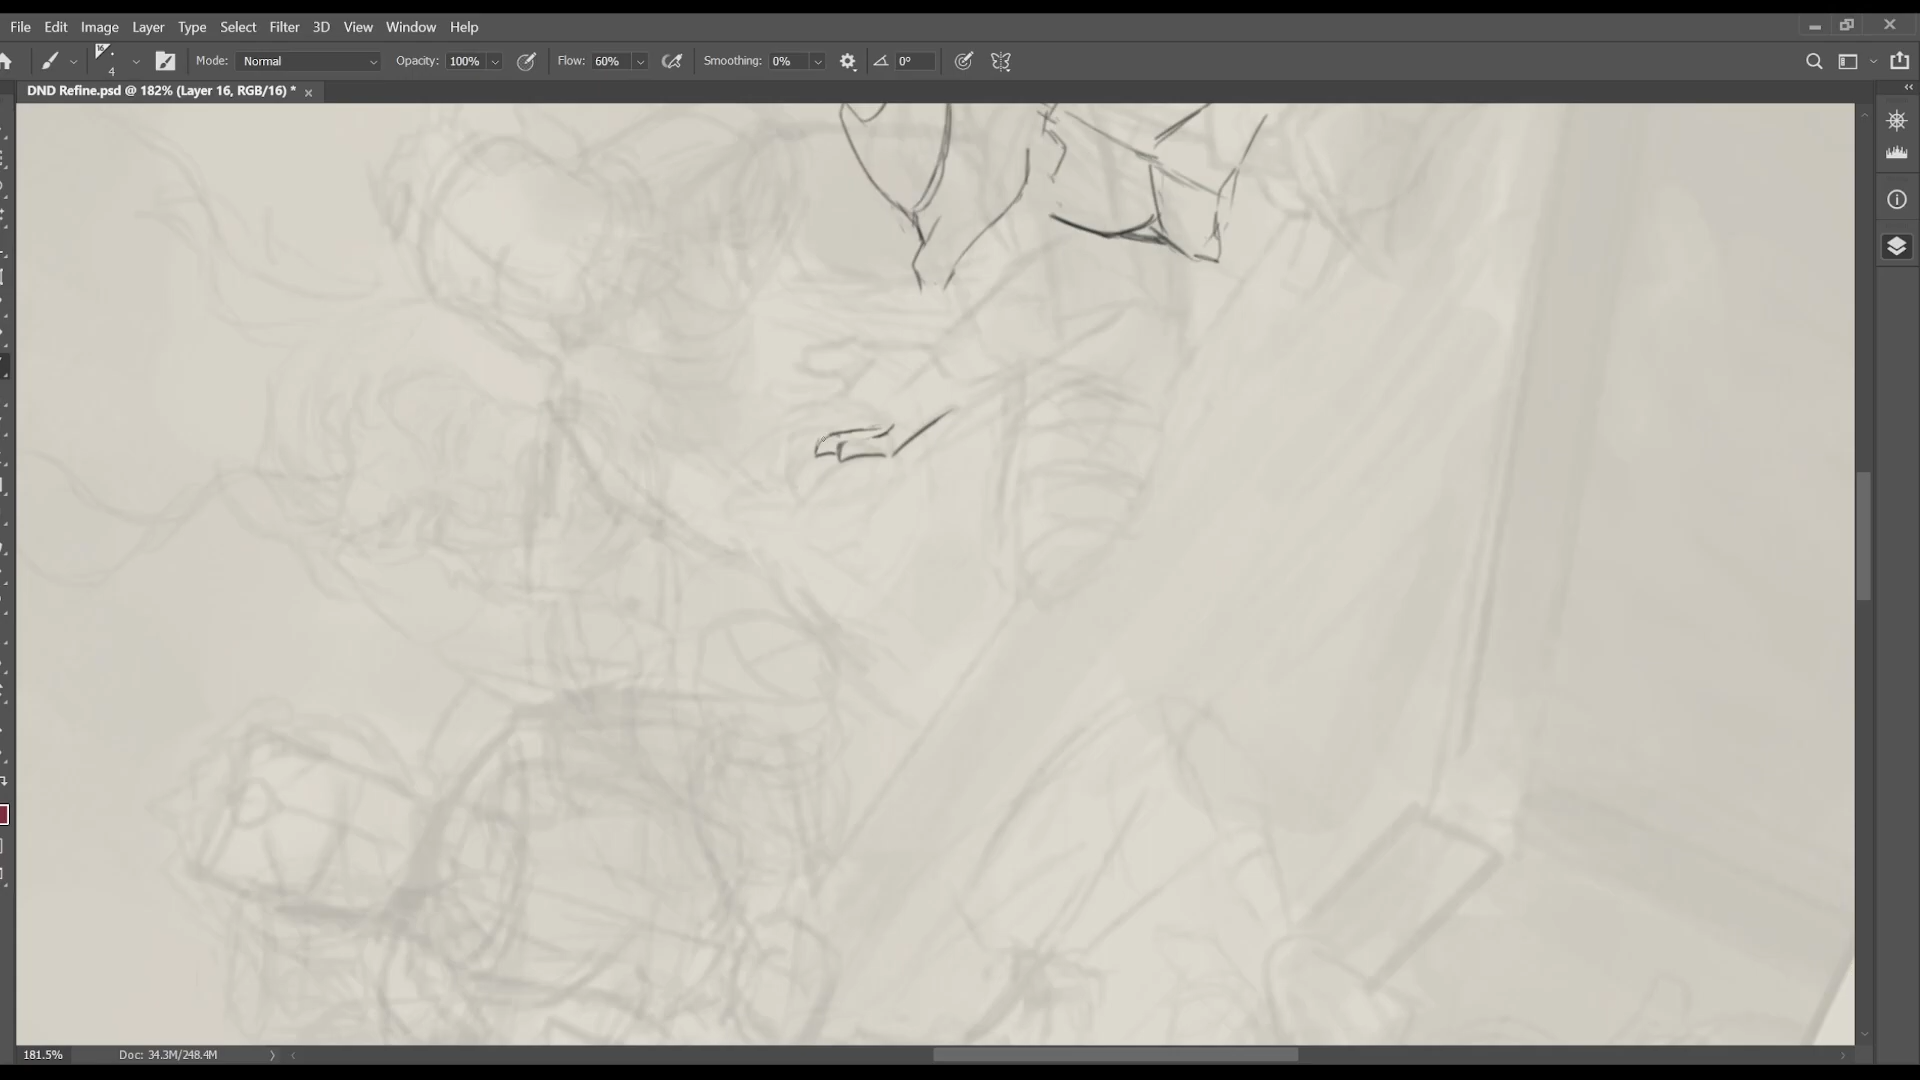 File Edit Image Layer Type Select Filter 3D View Window Help
4 Mode: Normal Opacity: 100% Flow: 60% Smoothing: 0% 0°
DND Refine.psd @ 182% (Layer 16, RGB/16) *
181.5% Doc: 34.3M/248.4M